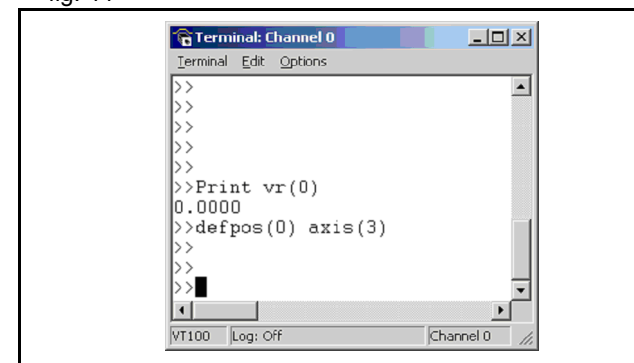 Terminal: Channel 0
Terminal Edit Options
>>
>>
>>
>>
>>
>>Print vr(0)
0.0000
>>defpos(0) axis(3)
>>
>>
>>
VT100 Log: Off Channel 0